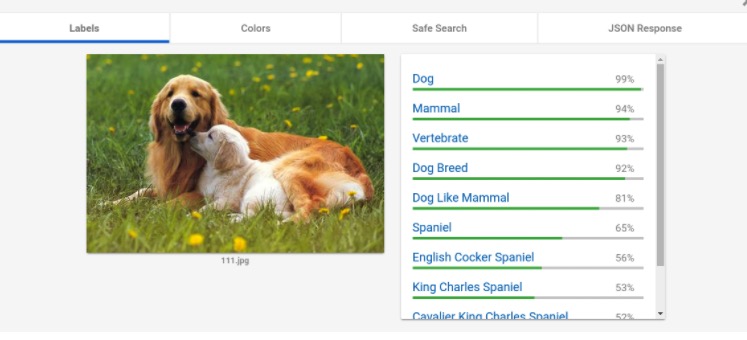 Labels
Colors
Safe Search
JSON Response
Dog 99%
Mammal 94%
Vertebrate 93%
Dog Breed 92%
Dog Like Mammal 81%
Spaniel 65%
English Cocker Spaniel 56%
King Charles Spaniel 53%
Cavalier King Charles Spaniel 52%
111.jpg